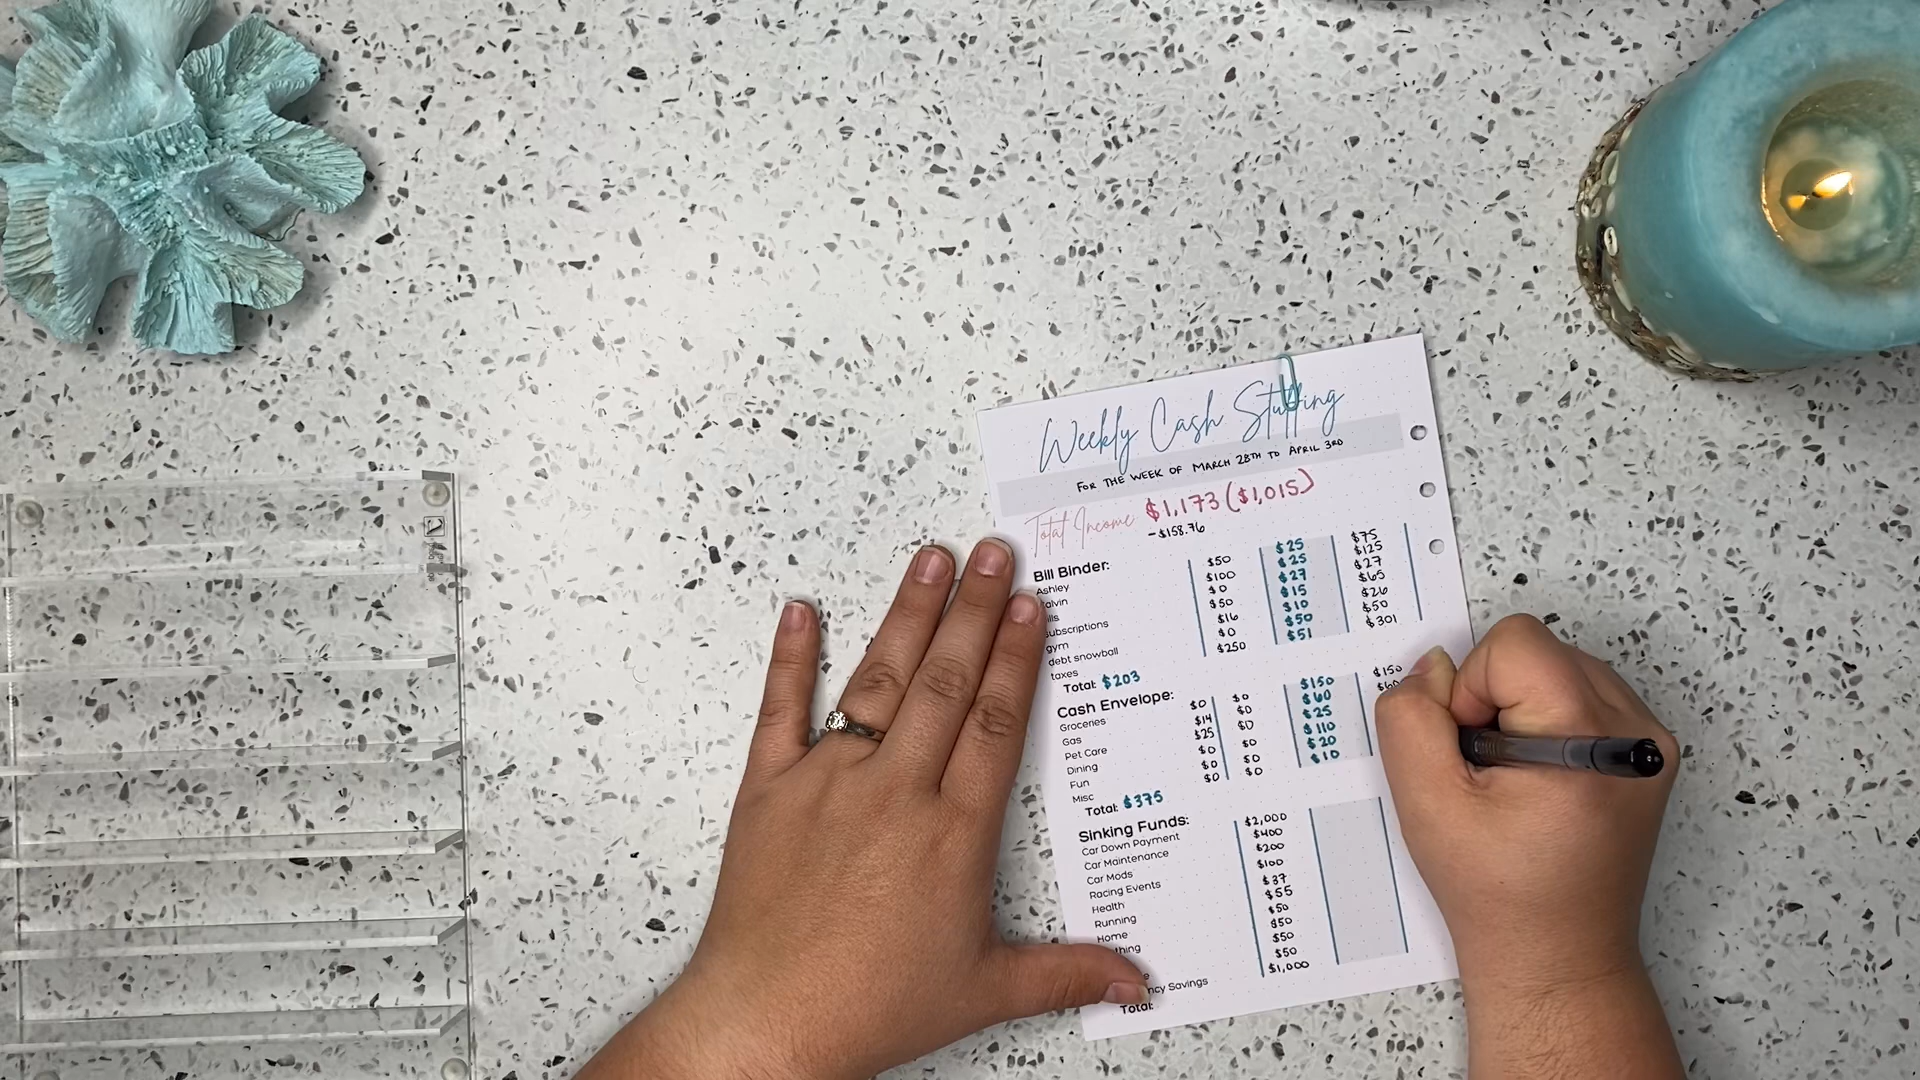 Weekly Cash Stuffing
FOR THE WEEK OF MARCH 28TH TO APRIL 3RD
Total Income $1,173 ($1,015)
-$158.76
Bill Binder:
Ashley $50 $25 $75
$100 $25 $125
$0 $27 $27
subscriptions $50 $15 $65
gym $16 $10 $26
debt snowball $0 $50 $50
taxes $250 $51 $301
Total: $203
Cash Envelope:
Groceries $0 $0 $150 $150
Gas $14 $0 $60
Pet Care $25 $0 $25
Dining $0 $0 $110
Fun $0 $0 $20
Misc $0 $0 $10
Total: $375
Sinking Funds:
Car Down Payment $2,000
Car Maintenance $400
Car Mods $200
Racing Events $100
Health $37
Running $55
Home $50
$50
$50
$50
Savings $1,000
Total: